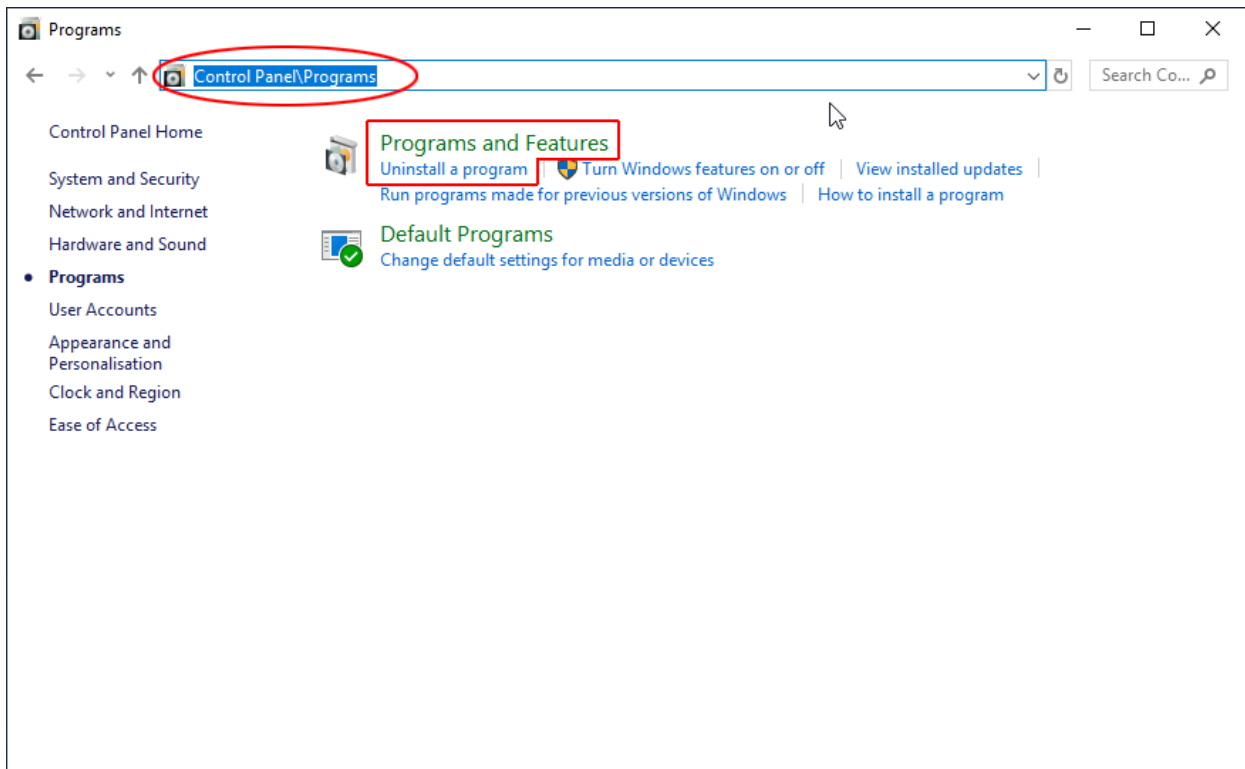 Programs
Control Panel\Programs
Search Co...
Control Panel Home
System and Security
Network and Internet
Hardware and Sound
Programs
User Accounts
Appearance and
Personalisation
Clock and Region
Ease of Access
Programs and Features
Uninstall a program Turn Windows features on or off View installed updates
Run programs made for previous versions of Windows How to install a program
Default Programs
Change default settings for media or devices